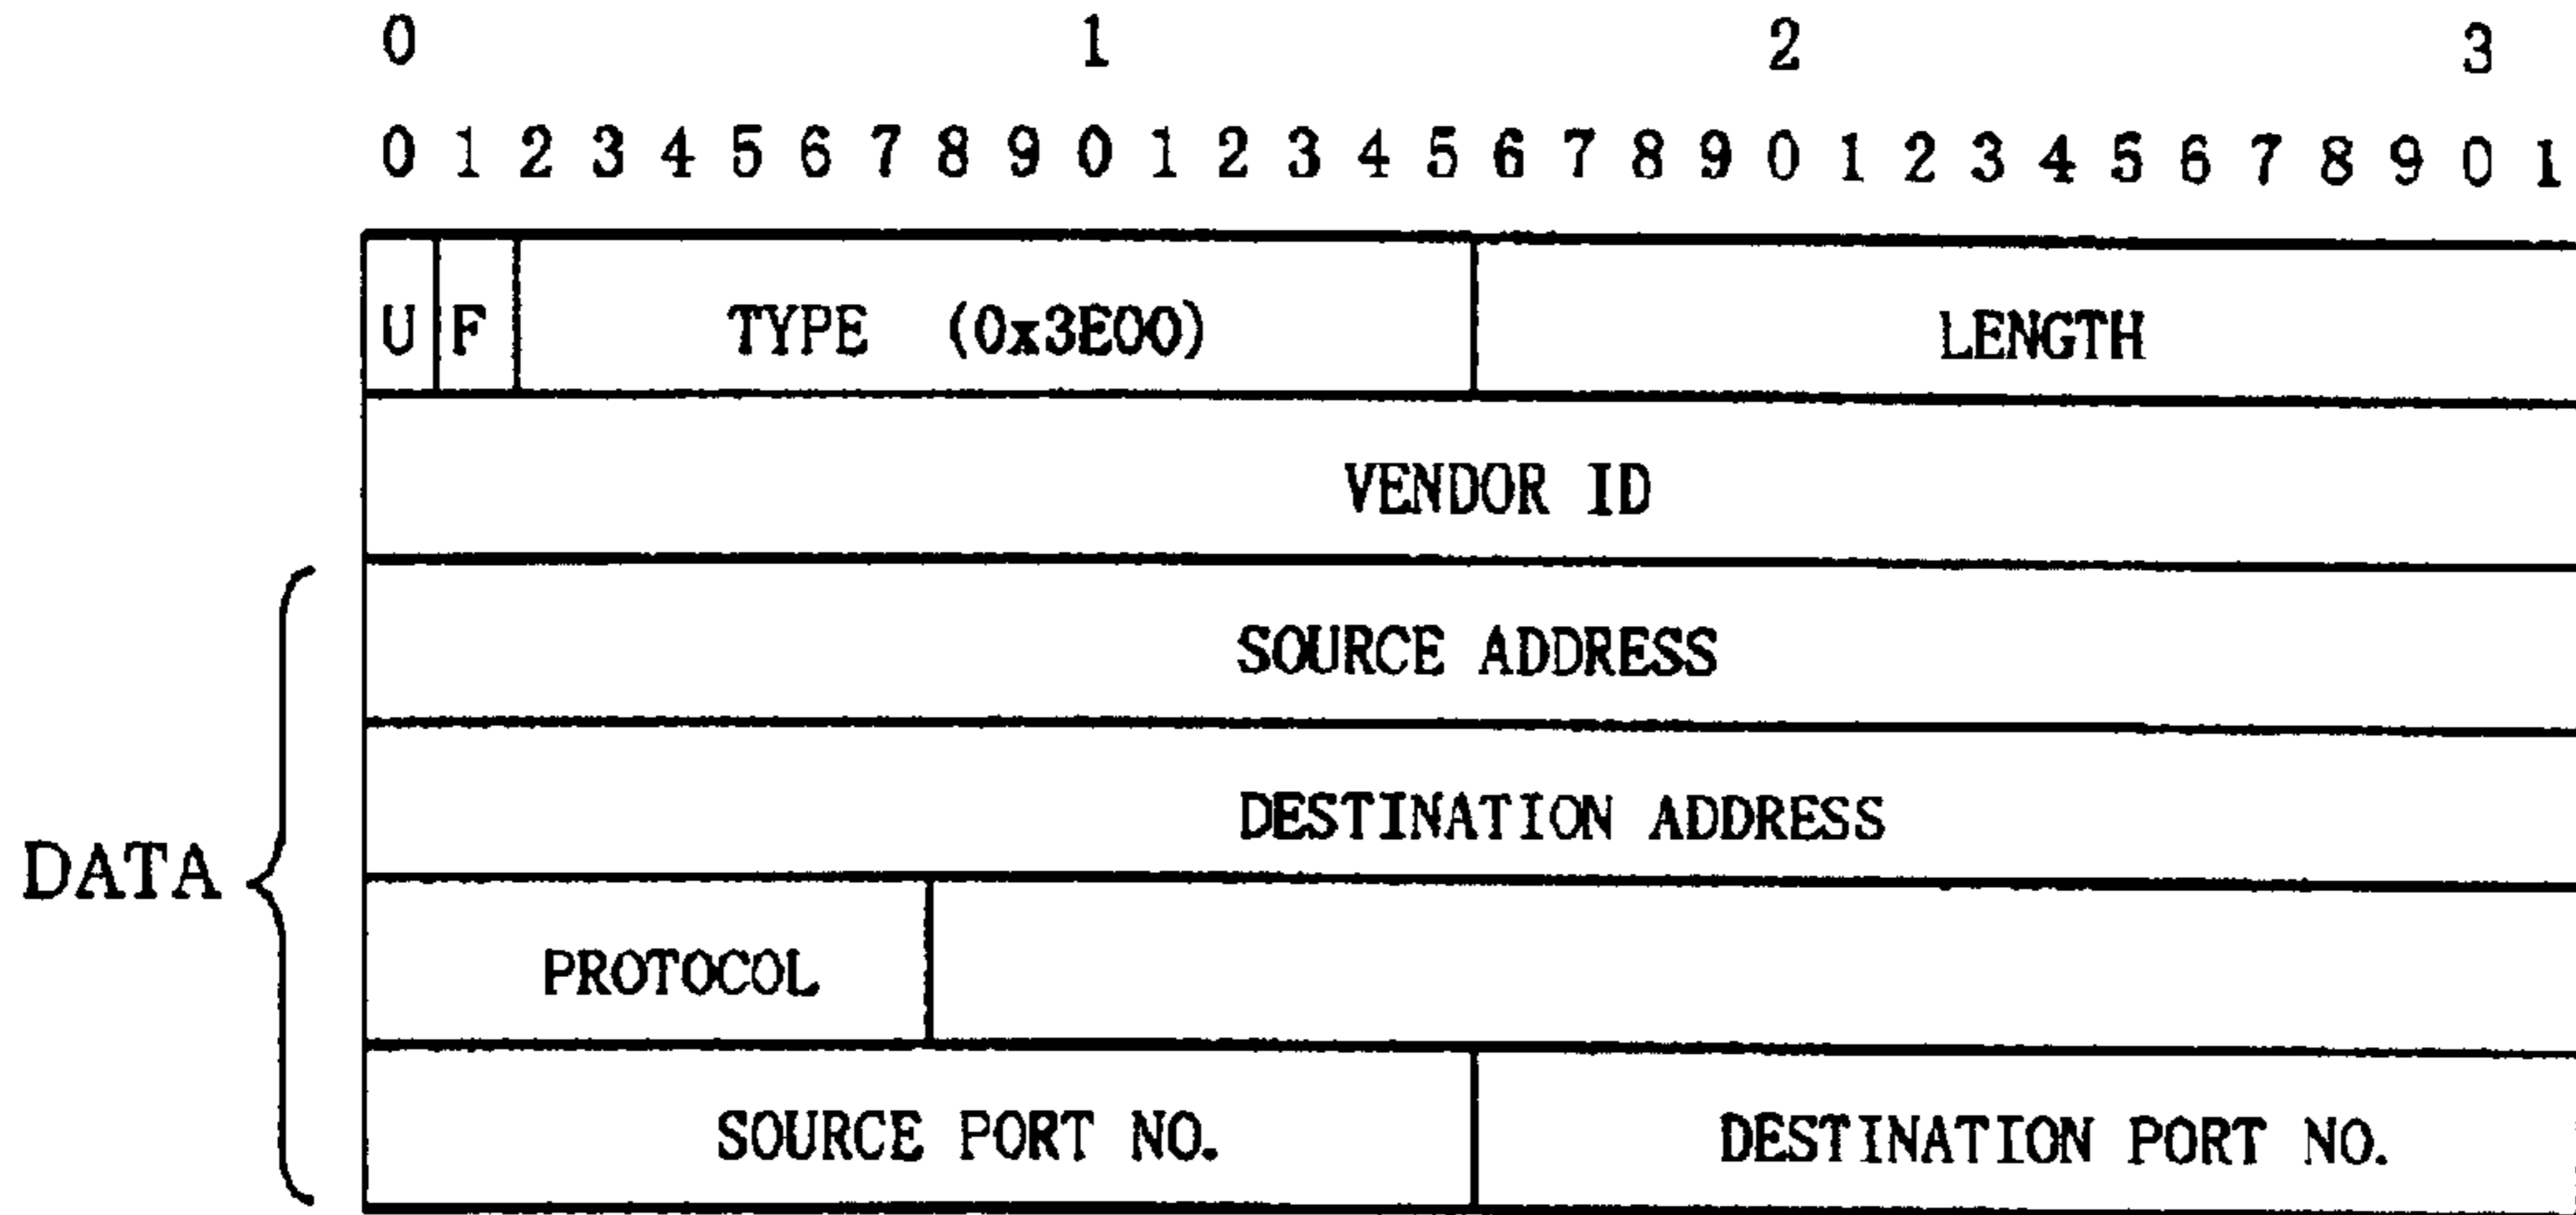 0 1 2 3
0 1 2 3 4 5 6 7 8 9 0 1 2 3 4 5 6 7 8 9 0 1 2 3 4 5 6 7 8 9 0 1
U F TYPE (0x3E00) LENGTH
VENDOR ID
SOURCE ADDRESS
DESTINATION ADDRESS
DATA
PROTOCOL
SOURCE PORT NO. DESTINATION PORT NO.